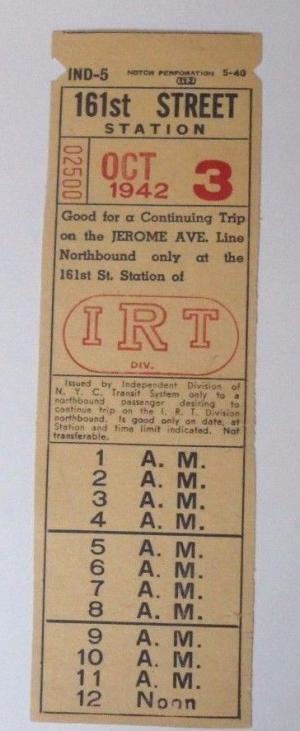 IND-5 NOTCH PERFORATION 5-40
161st STREET
STATION
02500
OCT 3
1942
Good for a Continuing Trip
on the JEROME AVE. Line
Northbound only at the
161st St. Station of
IRT
DIV.
Issued by Independent Division of
N. Y. C. Transit System only to a
northbound passenger desiring to
continue trip on the I. R. T. Division
northbound. Is good only on date, at
Station and time limit indicated. Not
transferable.
1 A. M.
2 A. M.
3 A. M.
4 A. M.
5 A. M.
6 A. M.
7 A. M.
8 A. M.
9 A. M.
10 A. M.
11 A. M.
12 Noon